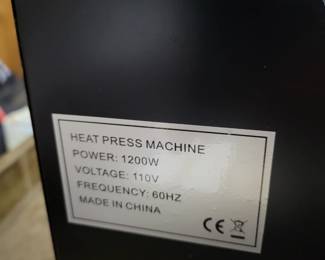 HEAT PRESS MACHINE
POWER: 1200W
VOLTAGE: 110V
FREQUENCY: 60HZ
MADE IN CHINA
CE